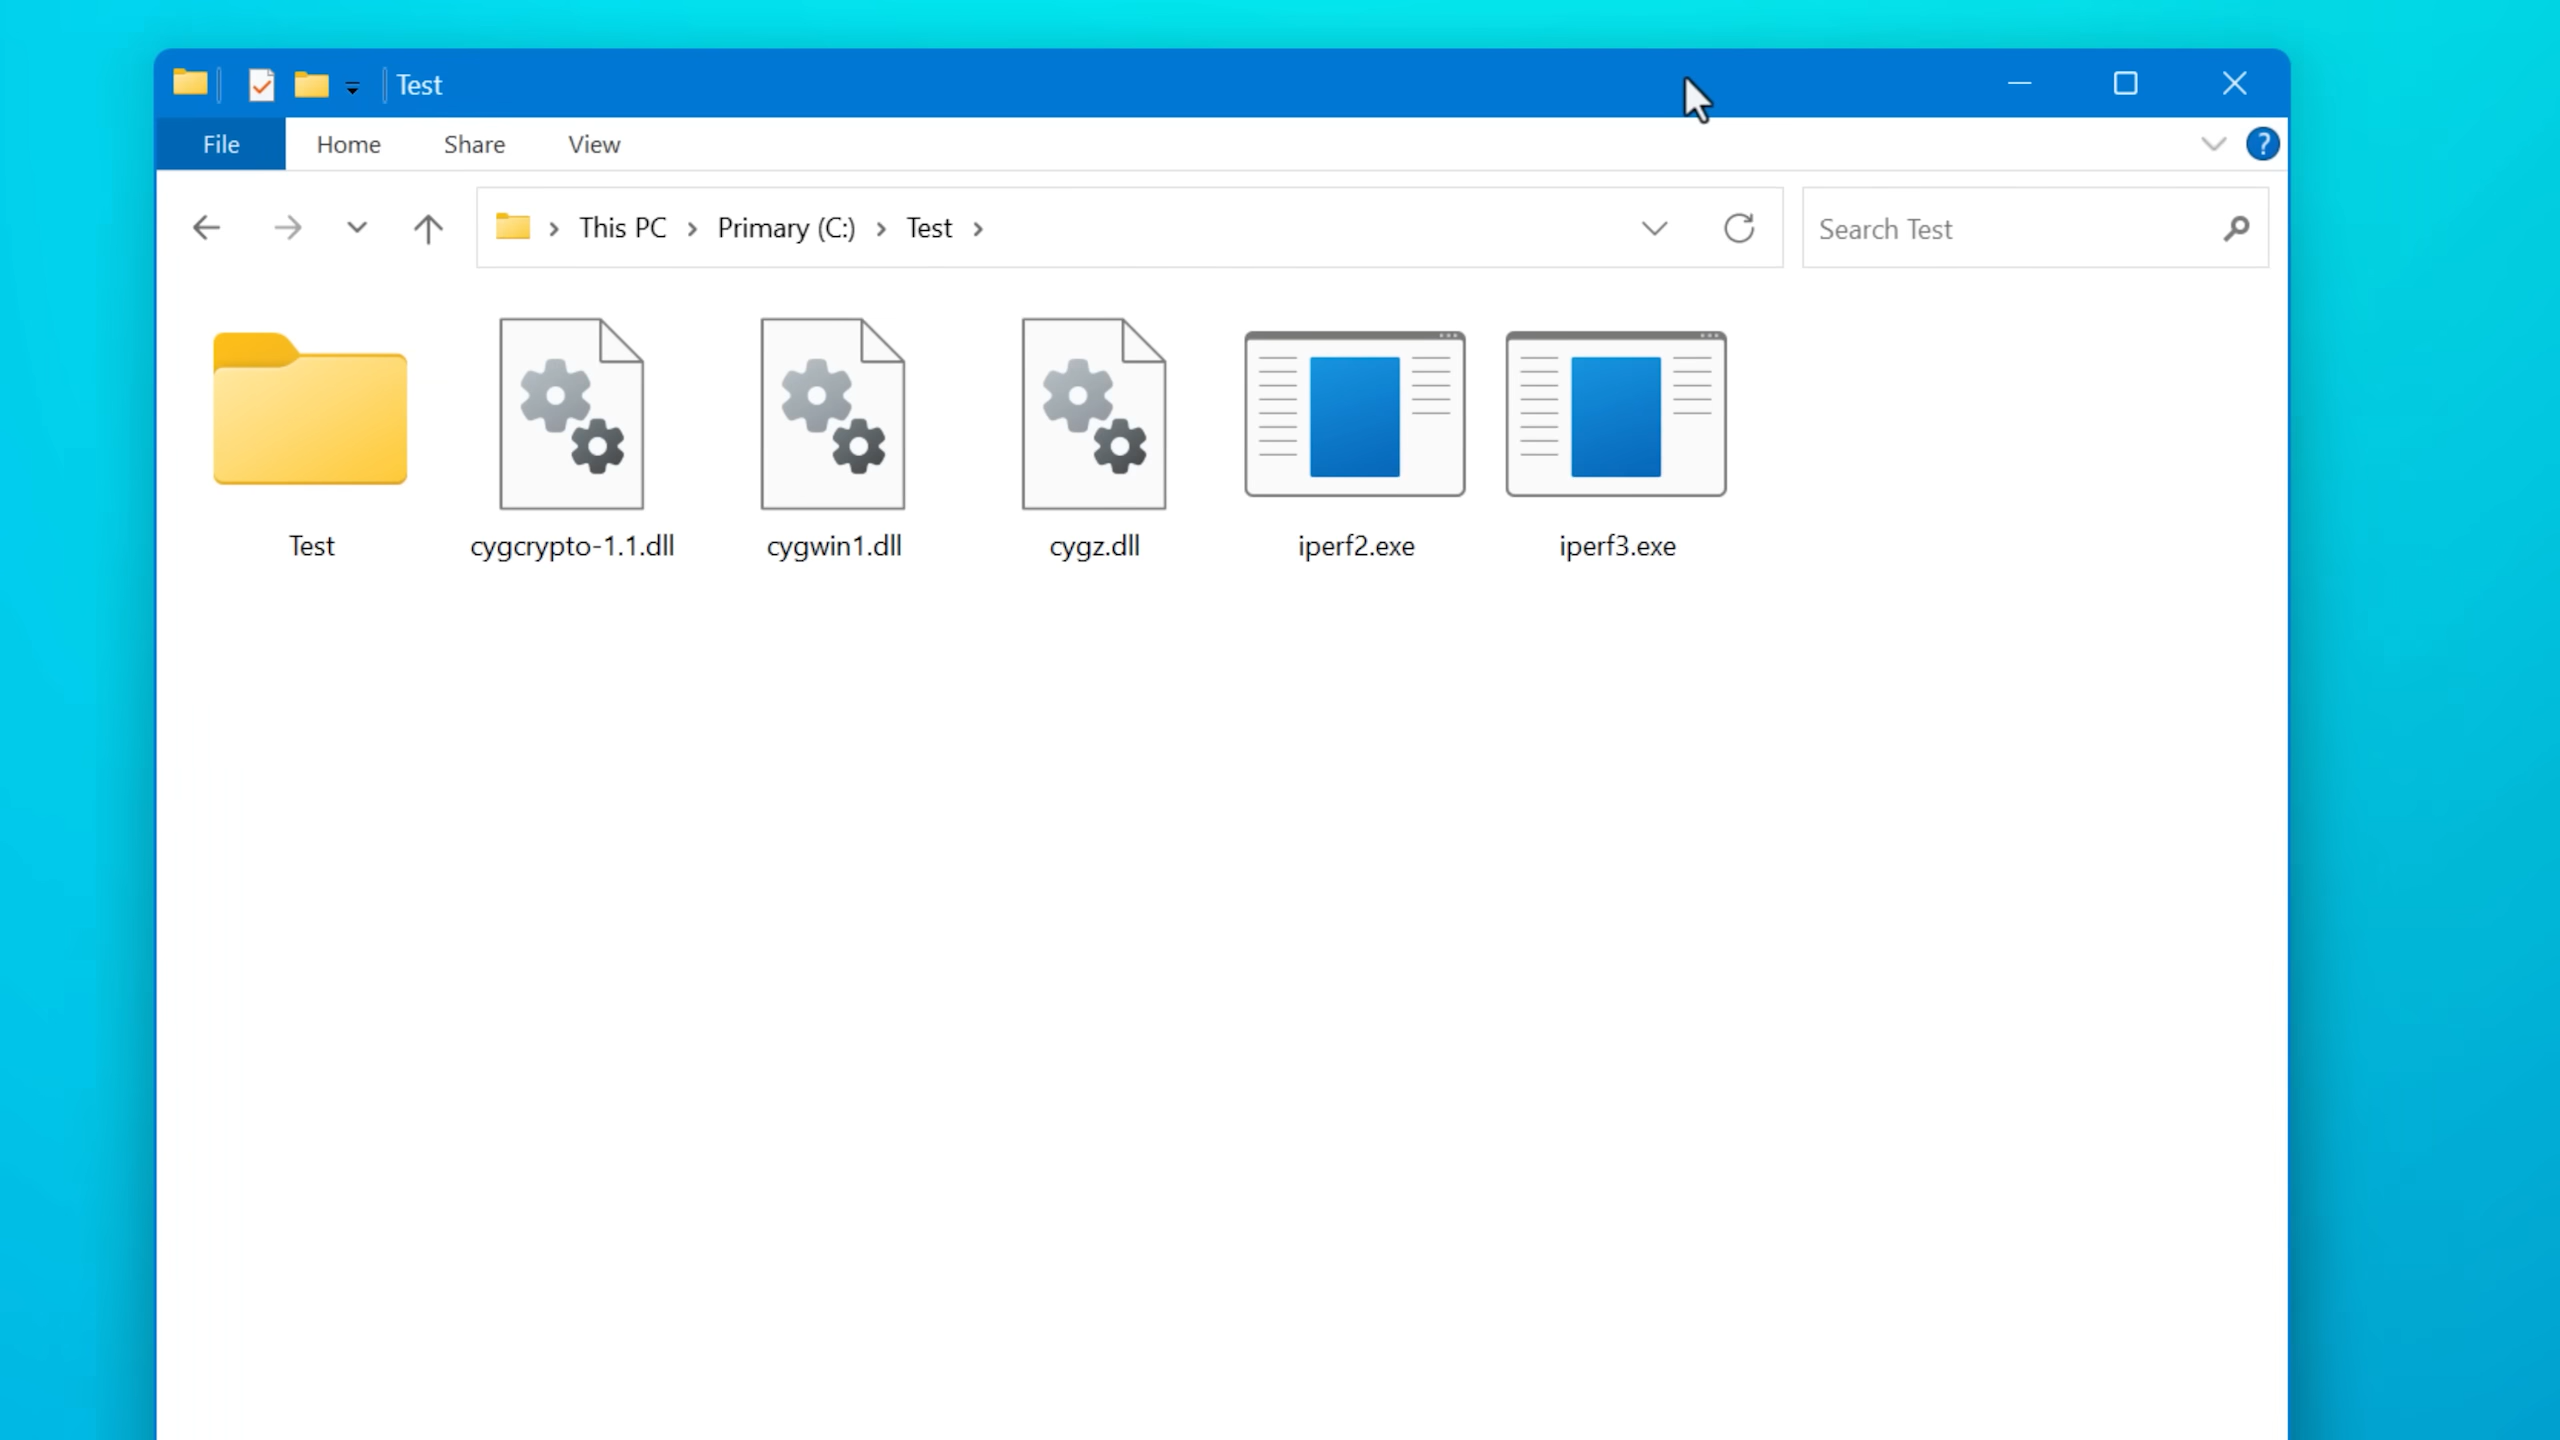 Test
File Home Share View ?
This PC Primary (C:) Test Search Test
Test cygcrypto-1.1.dll cygwin1.dll cygz.dll iperf2.exe iperf3.exe